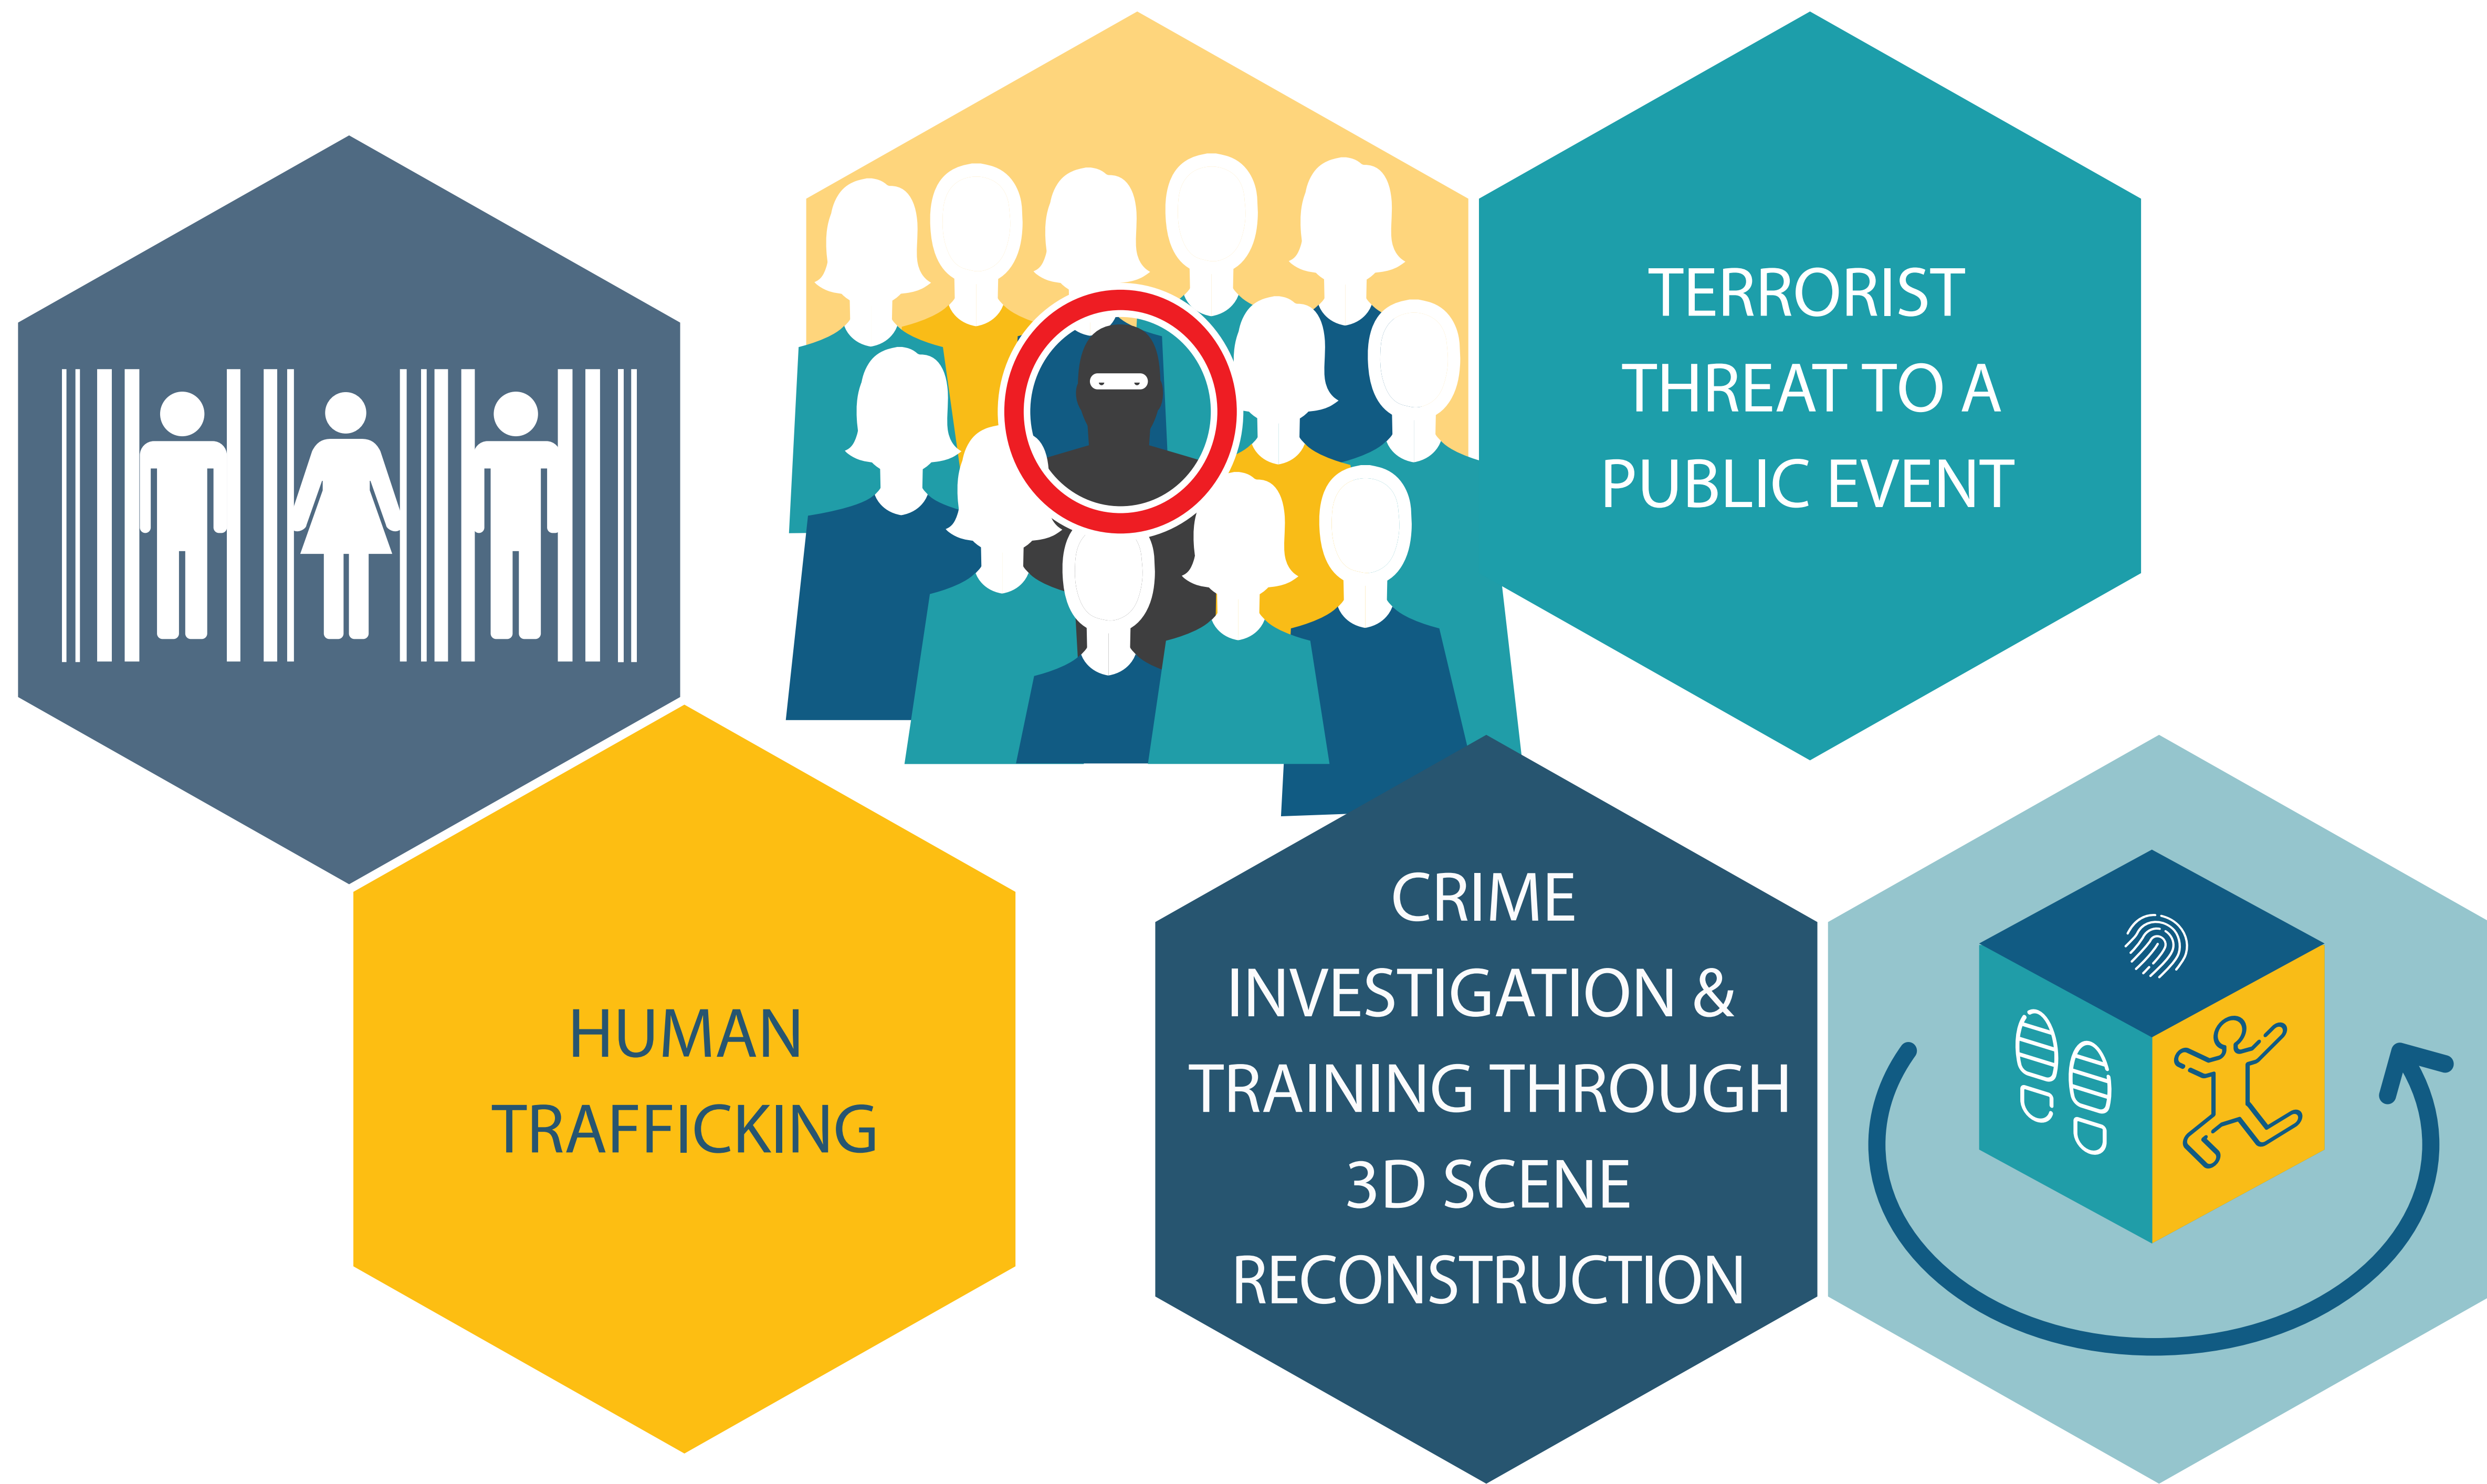 TERRORIST
THREAT TO A
PUBLIC EVENT
HUMAN
TRAFFICKING
CRIME
INVESTIGATION &
TRAINING THROUGH
3D SCENE
RECONSTRUCTION